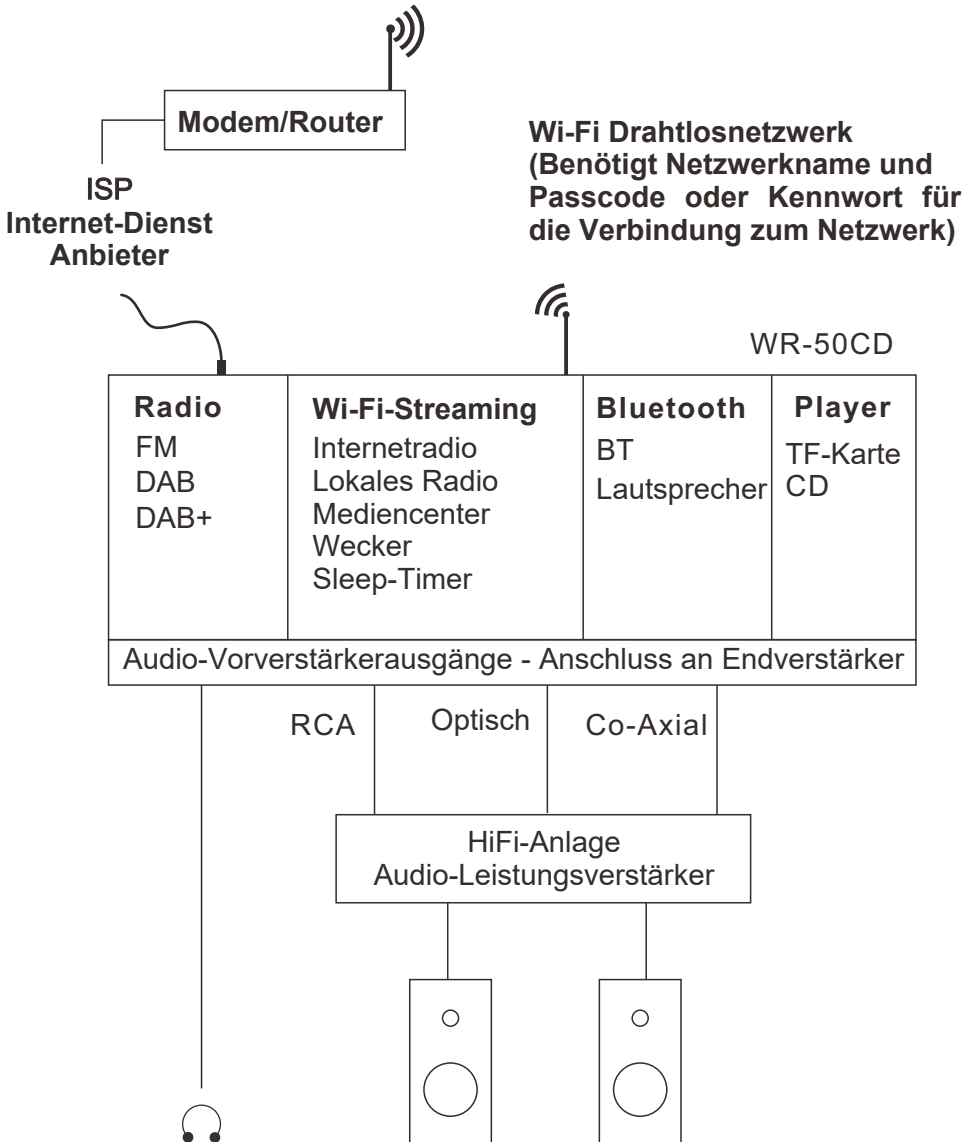 Modem/Router
ISP
Internet-Dienst
Anbieter
Wi-Fi Drahtlosnetzwerk
(Benötigt Netzwerkname und
Passcode oder Kennwort für
die Verbindung zum Netzwerk)
WR-50CD
Radio
FM
DAB
DAB+
Wi-Fi-Streaming
Internetradio
Lokales Radio
Mediencenter
Wecker
Sleep-Timer
Bluetooth
BT
Lautsprecher
Player
TF-Karte
CD
Audio-Vorverstärkerausgänge - Anschluss an Endverstärker
RCA
Optisch
Co-Axial
HiFi-Anlage
Audio-Leistungsverstärker